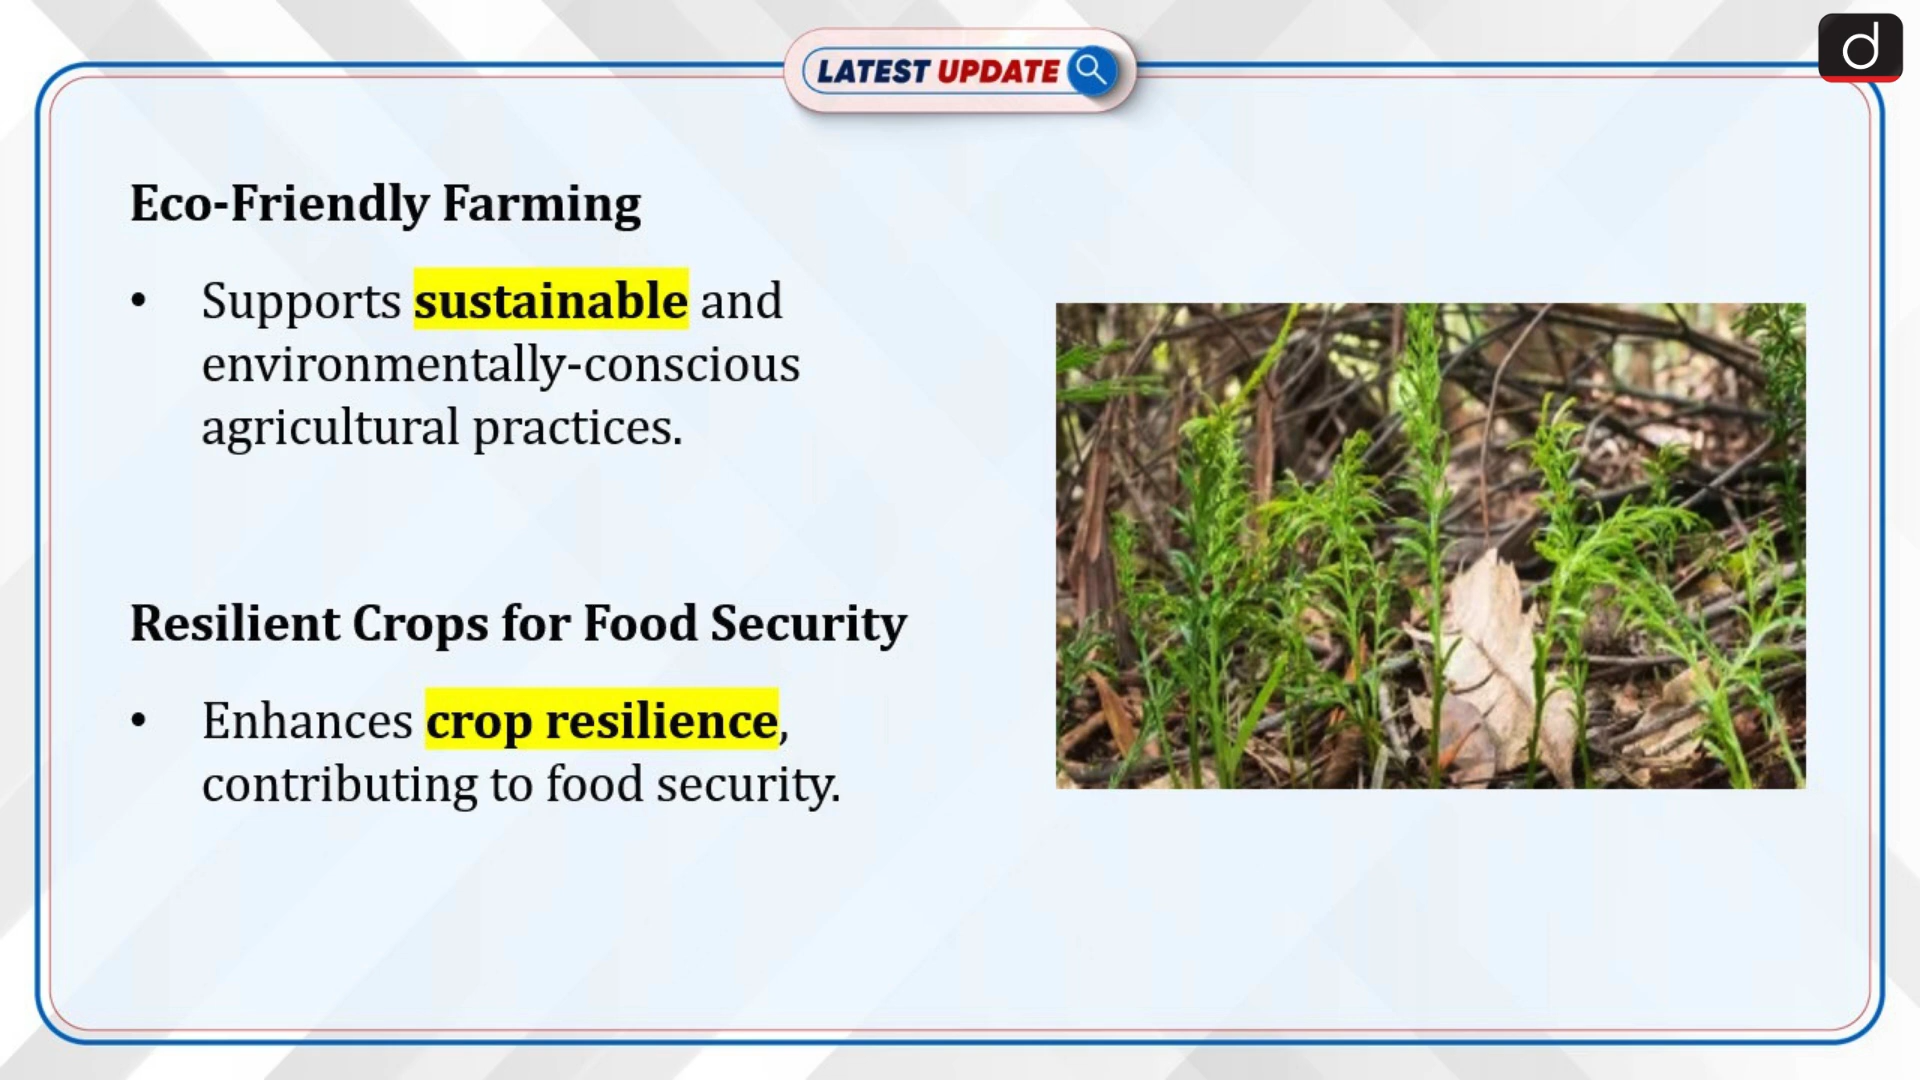 LATEST UPDATE
d
Eco-Friendly Farming
• Supports sustainable and
environmentally-conscious
agricultural practices.
Resilient Crops for Food Security
• Enhances crop resilience,
contributing to food security.